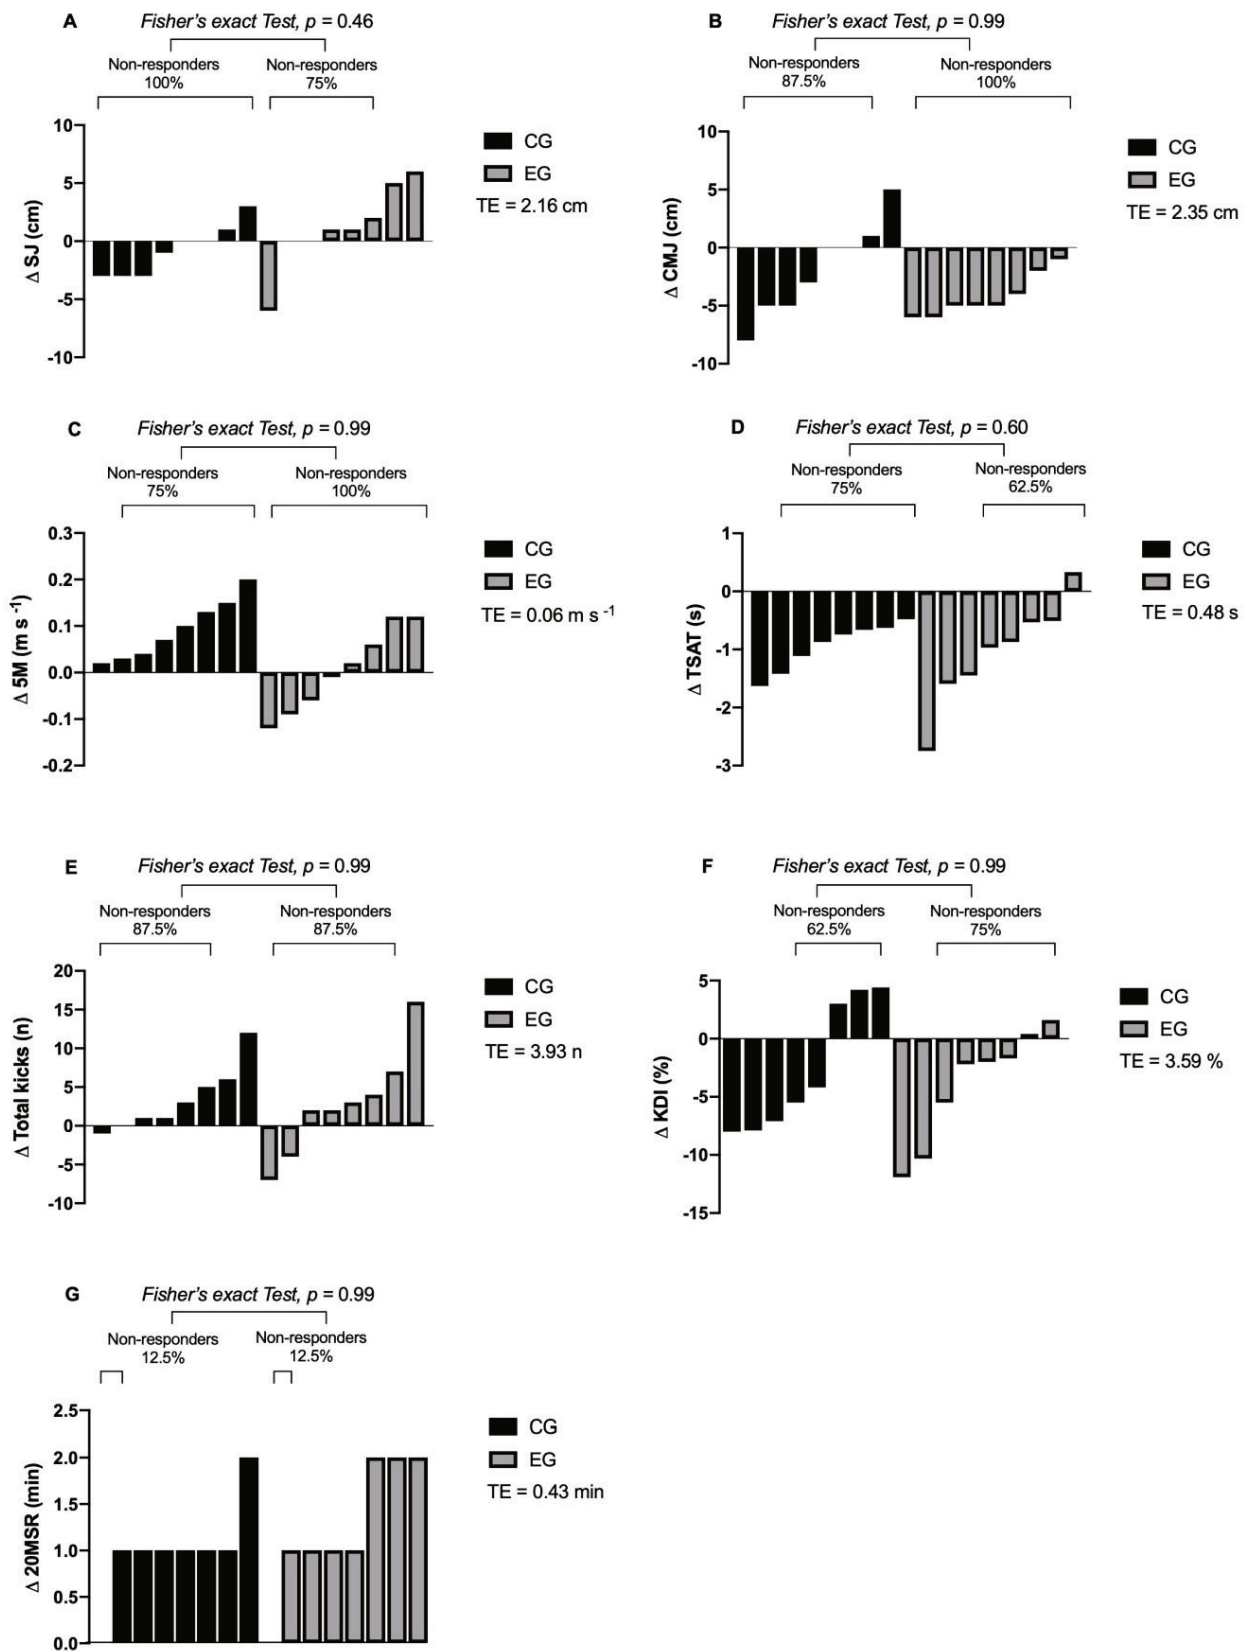 A
Fisher's exact Test, p = 0.46
Non-responders
100%
Non-responders
75%
10
5
0
-5
-10
Δ SJ (cm)
CG
EG
TE = 2.16 cm
B
Fisher's exact Test, p = 0.99
Non-responders
87.5%
Non-responders
100%
10
5
0
-5
-10
Δ CMJ (cm)
CG
EG
TE = 2.35 cm
C
Fisher's exact Test, p = 0.99
Non-responders
75%
Non-responders
100%
0.3
0.2
0.1
0.0
-0.1
-0.2
Δ 5M (m s⁻¹)
CG
EG
TE = 0.06 m s ⁻¹
D
Fisher's exact Test, p = 0.60
Non-responders
75%
Non-responders
62.5%
1
0
-1
-2
-3
Δ TSAT (s)
CG
EG
TE = 0.48 s
E
Fisher's exact Test, p = 0.99
Non-responders
87.5%
Non-responders
87.5%
20
15
10
5
0
-5
-10
Δ Total kicks (n)
CG
EG
TE = 3.93 n
F
Fisher's exact Test, p = 0.99
Non-responders
62.5%
Non-responders
75%
5
0
-5
-10
-15
Δ KDI (%)
CG
EG
TE = 3.59 %
G
Fisher's exact Test, p = 0.99
Non-responders
12.5%
Non-responders
12.5%
2.5
2.0
1.5
1.0
0.5
0.0
Δ 20MSR (min)
CG
EG
TE = 0.43 min